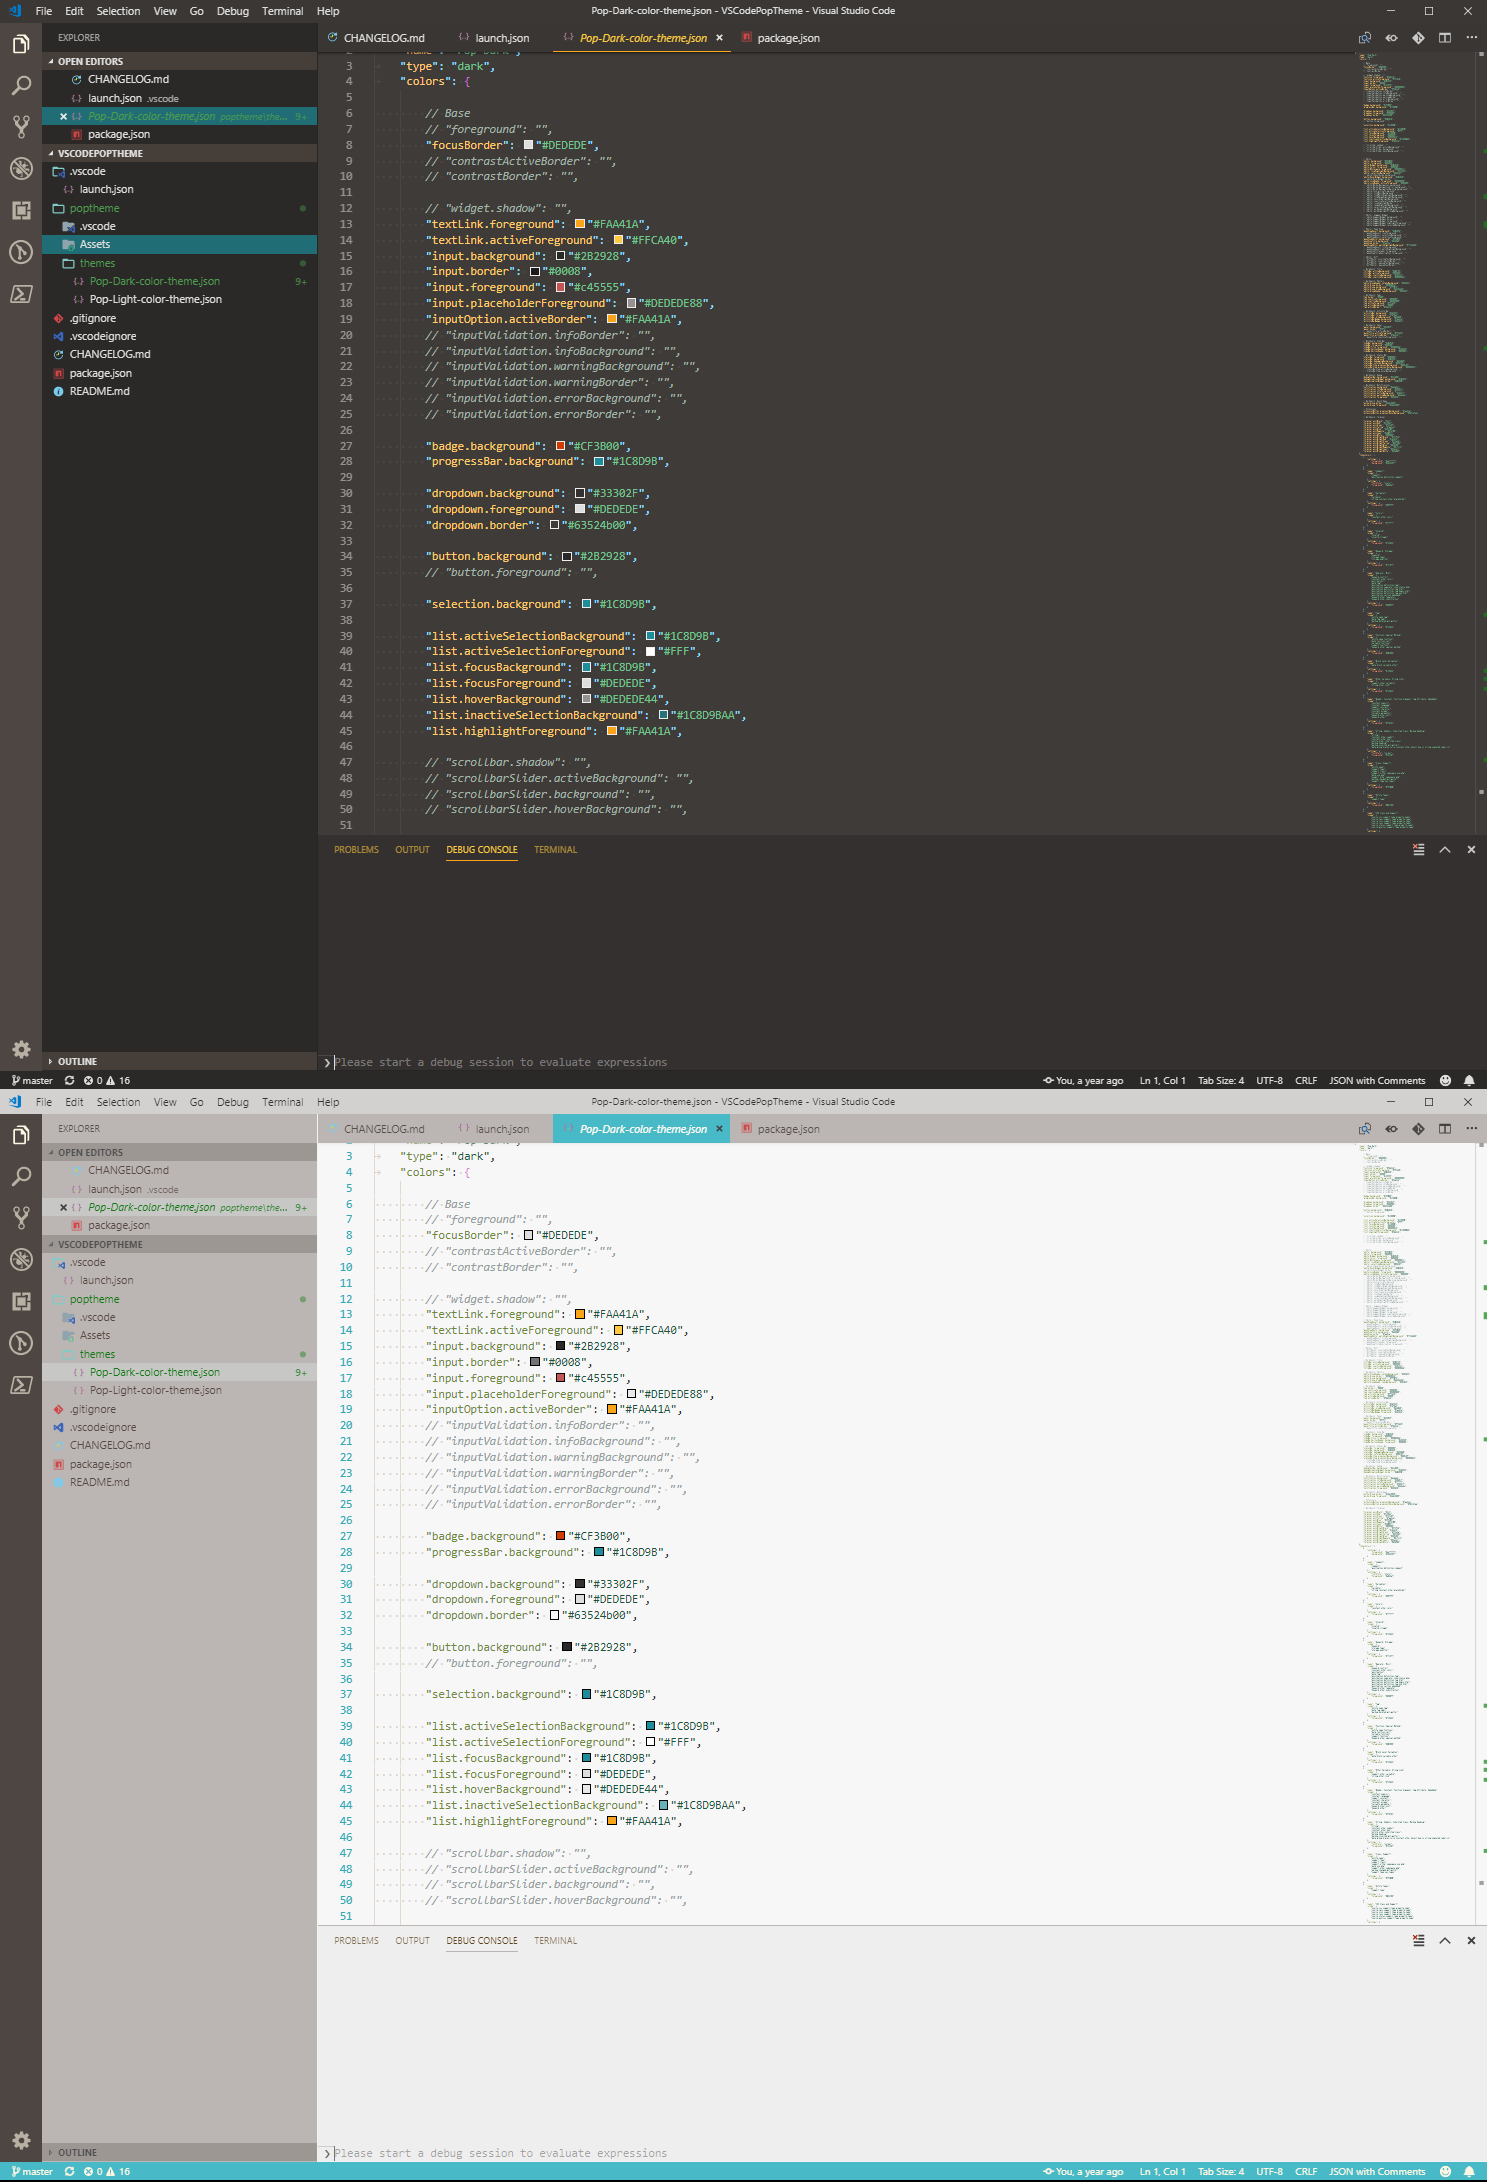 File Edit Selection View Go Debug Terminal Help Pop-Dark-color-theme.json - VSCodePopTheme - Visual Studio Code
EXPLORER
OPEN EDITORS
CHANGELOG.md
launch.json .vscode
Pop-Dark-color-theme.json poptheme\the... 9+
package.json
VSCODEPOPTHEME
.vscode
launch.json
poptheme
.vscode
Assets
themes
Pop-Dark-color-theme.json 9+
Pop-Light-color-theme.json
.gitignore
.vscodeignore
CHANGELOG.md
package.json
README.md
OUTLINE
CHANGELOG.md launch.json Pop-Dark-color-theme.json package.json
3 "type": "dark",
4 "colors": {
5
6 // Base
7 // "foreground": "",
8 "focusBorder": "#DEDEDE",
9 // "contrastActiveBorder": "",
10 // "contrastBorder": "",
11
12 // "widget.shadow": "",
13 "textLink.foreground": "#FAA41A",
14 "textLink.activeForeground": "#FFCA40",
15 "input.background": "#2B2928",
16 "input.border": "#0008",
17 "input.foreground": "#c45555",
18 "input.placeholderForeground": "#DEDEDE88",
19 "inputOption.activeBorder": "#FAA41A",
20 // "inputValidation.infoBorder": "",
21 // "inputValidation.infoBackground": "",
22 // "inputValidation.warningBackground": "",
23 // "inputValidation.warningBorder": "",
24 // "inputValidation.errorBackground": "",
25 // "inputValidation.errorBorder": "",
26
27 "badge.background": "#CF3B00",
28 "progressBar.background": "#1C8D9B",
29
30 "dropdown.background": "#33302F",
31 "dropdown.foreground": "#DEDEDE",
32 "dropdown.border": "#63524b00",
33
34 "button.background": "#2B2928",
35 // "button.foreground": "",
36
37 "selection.background": "#1C8D9B",
38
39 "list.activeSelectionBackground": "#1C8D9B",
40 "list.activeSelectionForeground": "#FFF",
41 "list.focusBackground": "#1C8D9B",
42 "list.focusForeground": "#DEDEDE",
43 "list.hoverBackground": "#DEDEDE44",
44 "list.inactiveSelectionBackground": "#1C8D9BAA",
45 "list.highlightForeground": "#FAA41A",
46
47 // "scrollbar.shadow": "",
48 // "scrollbarSlider.activeBackground": "",
49 // "scrollbarSlider.background": "",
50 // "scrollbarSlider.hoverBackground": "",
51
PROBLEMS OUTPUT DEBUG CONSOLE TERMINAL
Please start a debug session to evaluate expressions
master 0 16 You, a year ago Ln 1, Col 1 Tab Size: 4 UTF-8 CRLF JSON with Comments
File Edit Selection View Go Debug Terminal Help Pop-Dark-color-theme.json - VSCodePopTheme - Visual Studio Code
EXPLORER
OPEN EDITORS
CHANGELOG.md
launch.json .vscode
Pop-Dark-color-theme.json poptheme\the... 9+
package.json
VSCODEPOPTHEME
.vscode
launch.json
poptheme
.vscode
Assets
themes
Pop-Dark-color-theme.json 9+
Pop-Light-color-theme.json
.gitignore
.vscodeignore
CHANGELOG.md
package.json
README.md
OUTLINE
CHANGELOG.md launch.json Pop-Dark-color-theme.json package.json
3 "type": "dark",
4 "colors": {
5
6 // Base
7 // "foreground": "",
8 "focusBorder": "#DEDEDE",
9 // "contrastActiveBorder": "",
10 // "contrastBorder": "",
11
12 // "widget.shadow": "",
13 "textLink.foreground": "#FAA41A",
14 "textLink.activeForeground": "#FFCA40",
15 "input.background": "#2B2928",
16 "input.border": "#0008",
17 "input.foreground": "#c45555",
18 "input.placeholderForeground": "#DEDEDE88",
19 "inputOption.activeBorder": "#FAA41A",
20 // "inputValidation.infoBorder": "",
21 // "inputValidation.infoBackground": "",
22 // "inputValidation.warningBackground": "",
23 // "inputValidation.warningBorder": "",
24 // "inputValidation.errorBackground": "",
25 // "inputValidation.errorBorder": "",
26
27 "badge.background": "#CF3B00",
28 "progressBar.background": "#1C8D9B",
29
30 "dropdown.background": "#33302F",
31 "dropdown.foreground": "#DEDEDE",
32 "dropdown.border": "#63524b00",
33
34 "button.background": "#2B2928",
35 // "button.foreground": "",
36
37 "selection.background": "#1C8D9B",
38
39 "list.activeSelectionBackground": "#1C8D9B",
40 "list.activeSelectionForeground": "#FFF",
41 "list.focusBackground": "#1C8D9B",
42 "list.focusForeground": "#DEDEDE",
43 "list.hoverBackground": "#DEDEDE44",
44 "list.inactiveSelectionBackground": "#1C8D9BAA",
45 "list.highlightForeground": "#FAA41A",
46
47 // "scrollbar.shadow": "",
48 // "scrollbarSlider.activeBackground": "",
49 // "scrollbarSlider.background": "",
50 // "scrollbarSlider.hoverBackground": "",
51
PROBLEMS OUTPUT DEBUG CONSOLE TERMINAL
Please start a debug session to evaluate expressions
master 0 16 You, a year ago Ln 1, Col 1 Tab Size: 4 UTF-8 CRLF JSON with Comments